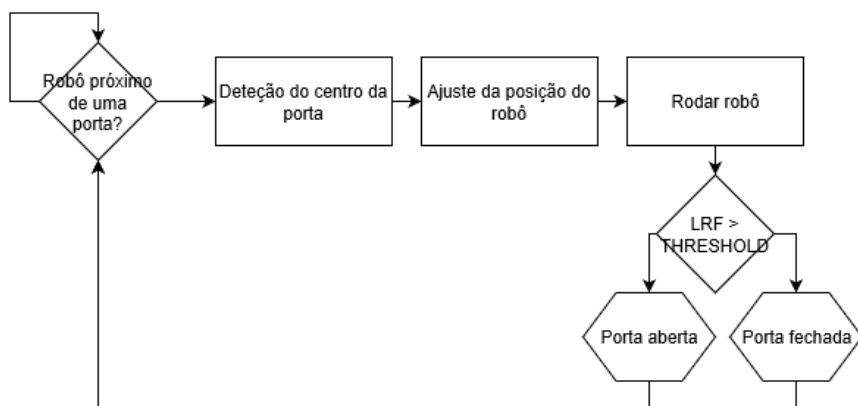 Robô próximo
de uma
porta?
Deteção do centro da
porta
Ajuste da posição do
robô
Rodar robô
LRF >
THRESHOLD
Porta aberta
Porta fechada